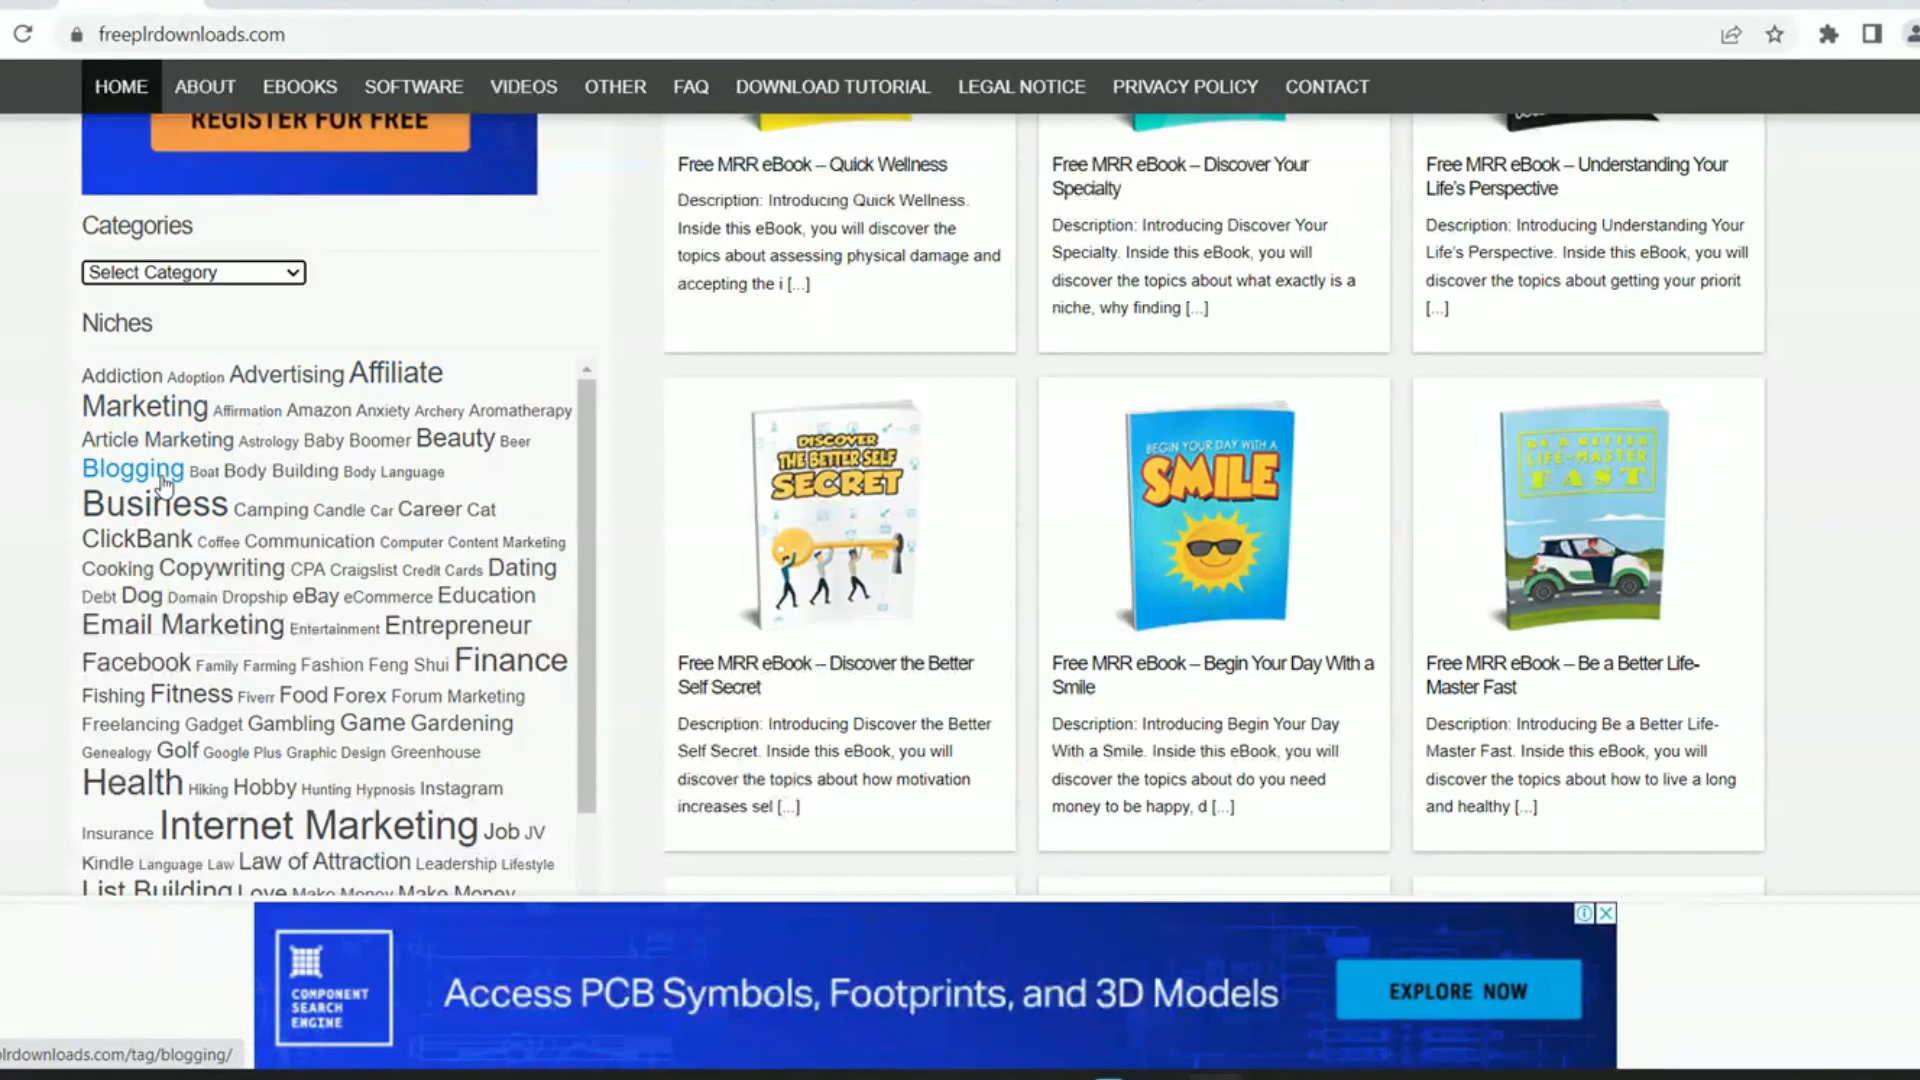 freeplrdownloads.com
HOME ABOUT EBOOKS SOFTWARE VIDEOS OTHER FAQ DOWNLOAD TUTORIAL LEGAL NOTICE PRIVACY POLICY CONTACT
REGISTER FOR FREE
Categories
Select Category
Niches
Addiction Adoption Advertising Affiliate
Marketing Affirmation Amazon Anxiety Archery Aromatherapy
Article Marketing Astrology Baby Boomer Beauty Beer
Blogging Boat Body Building Body Language
Business Camping Candle Car Career Cat
ClickBank Coffee Communication Computer Content Marketing
Cooking Copywriting CPA Craigslist Credit Cards Dating
Debt Dog Domain Dropship eBay eCommerce Education
Email Marketing Entertainment Entrepreneur
Facebook Family Farming Fashion Feng Shui Finance
Fishing Fitness Fiverr Food Forex Forum Marketing
Freelancing Gadget Gambling Game Gardening
Genealogy Golf Google Plus Graphic Design Greenhouse
Health Hiking Hobby Hunting Hypnosis Instagram
Insurance Internet Marketing Job JV
Kindle Language Law Law of Attraction Leadership Lifestyle
List Building Love Make Money Make Money
Free MRR eBook – Quick Wellness
Description: Introducing Quick Wellness.
Inside this eBook, you will discover the
topics about assessing physical damage and
accepting the i [...]
Free MRR eBook – Discover Your
Specialty
Description: Introducing Discover Your
Specialty. Inside this eBook, you will
discover the topics about what exactly is a
niche, why finding [...]
Free MRR eBook – Understanding Your
Life's Perspective
Description: Introducing Understanding Your
Life's Perspective. Inside this eBook, you will
discover the topics about getting your priorit
[...]
DISCOVER
THE BETTER SELF
SECRET
Free MRR eBook – Discover the Better
Self Secret
Description: Introducing Discover the Better
Self Secret. Inside this eBook, you will
discover the topics about how motivation
increases sel [...]
BEGIN YOUR DAY WITH A
SMILE
Free MRR eBook – Begin Your Day With a
Smile
Description: Introducing Begin Your Day
With a Smile. Inside this eBook, you will
discover the topics about do you need
money to be happy, d [...]
BE A BETTER
LIFE-MASTER
FAST
Free MRR eBook – Be a Better Life-
Master Fast
Description: Introducing Be a Better Life-
Master Fast. Inside this eBook, you will
discover the topics about how to live a long
and healthy [...]
COMPONENT
SEARCH
ENGINE
Access PCB Symbols, Footprints, and 3D Models
EXPLORE NOW
plrdownloads.com/tag/blogging/